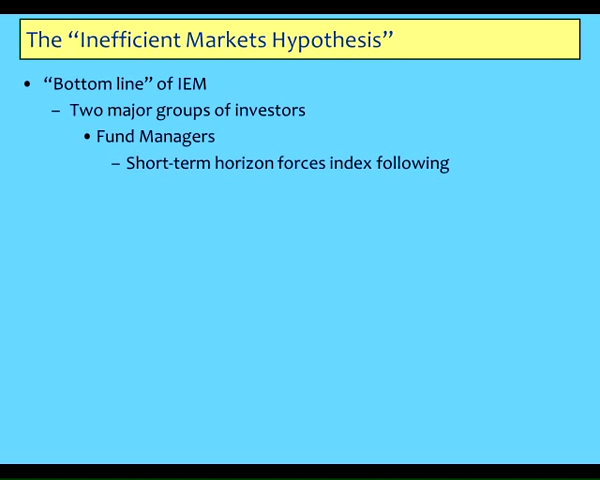 The “Inefficient Markets Hypothesis”
• “Bottom line” of IEM
– Two major groups of investors
• Fund Managers
– Short-term horizon forces index following